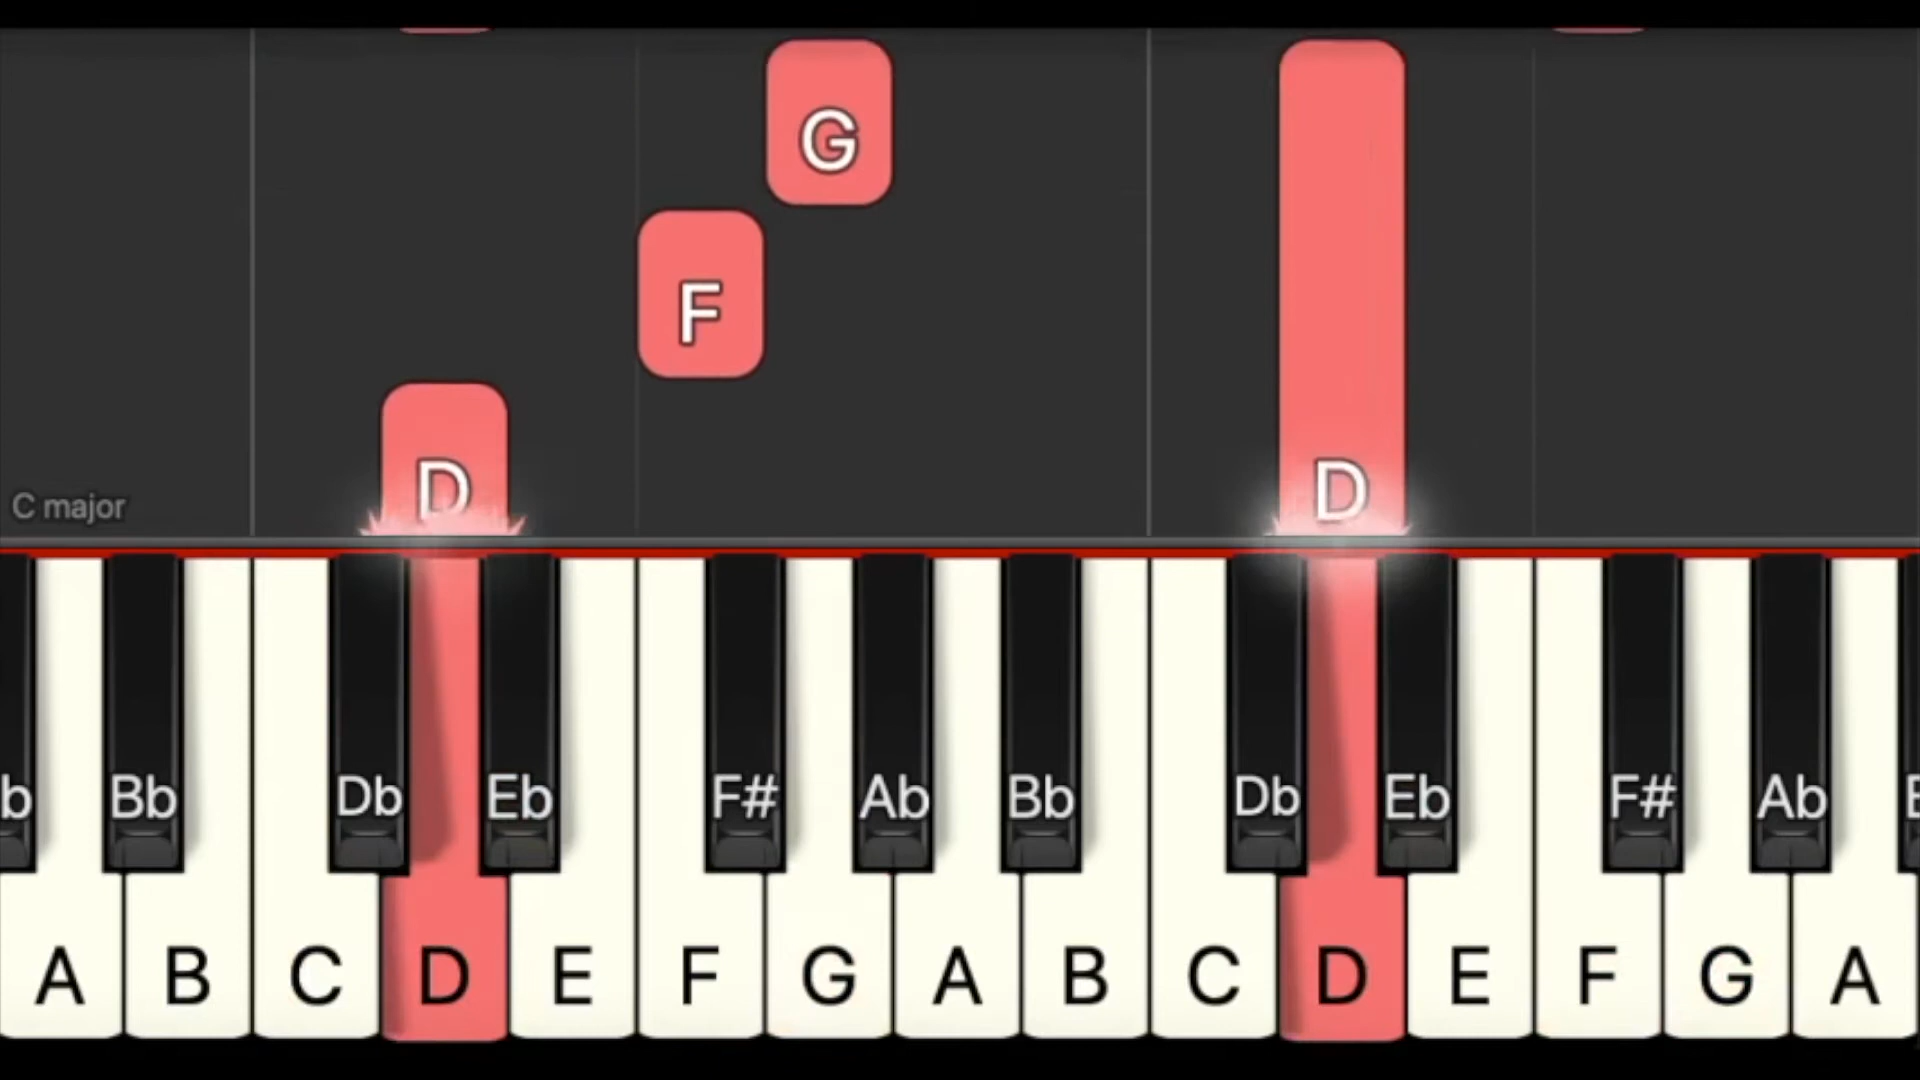 G
F
D D
C major
b Bb Db Eb F# Ab Bb Db Eb F# Ab
A B C D E F G A B C D E F G A